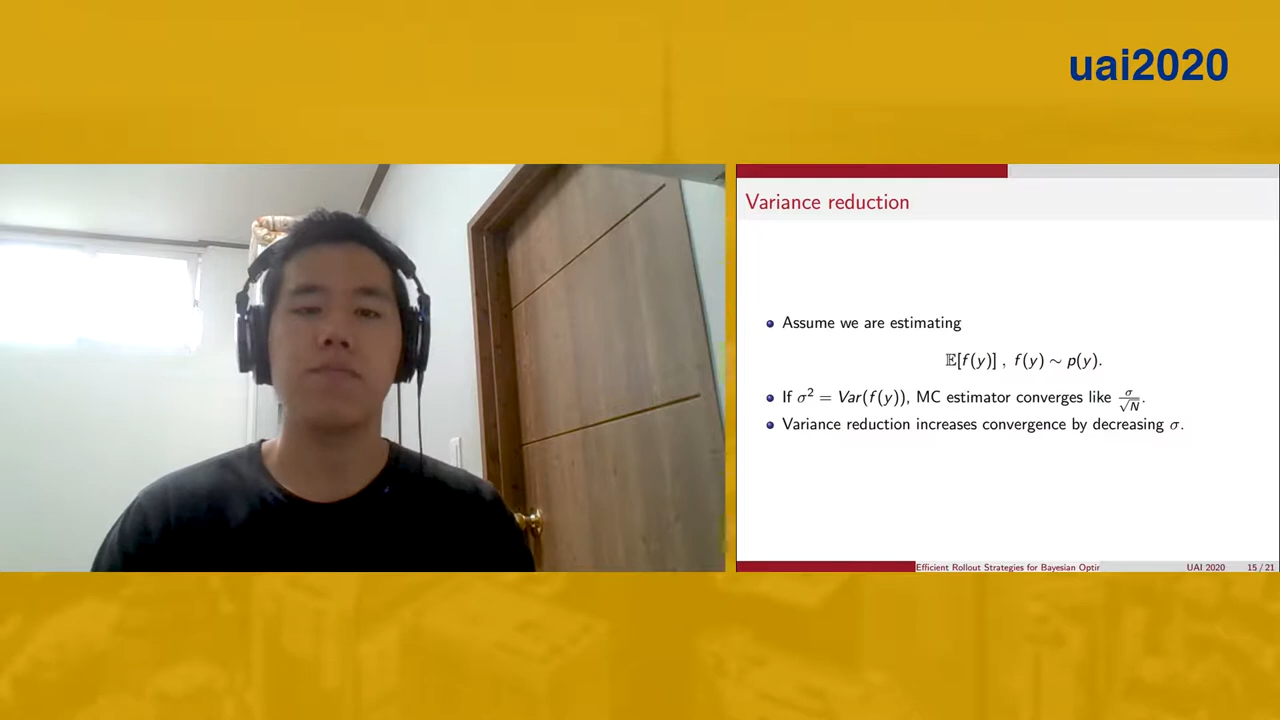 uai2020
Variance reduction
Assume we are estimating
𝔼[f(y)] , f(y) ∼ p(y).
If σ² = Var(f(y)), MC estimator converges like σ/√N.
Variance reduction increases convergence by decreasing σ.
Efficient Rollout Strategies for Bayesian Optir
UAI 2020 15 / 21